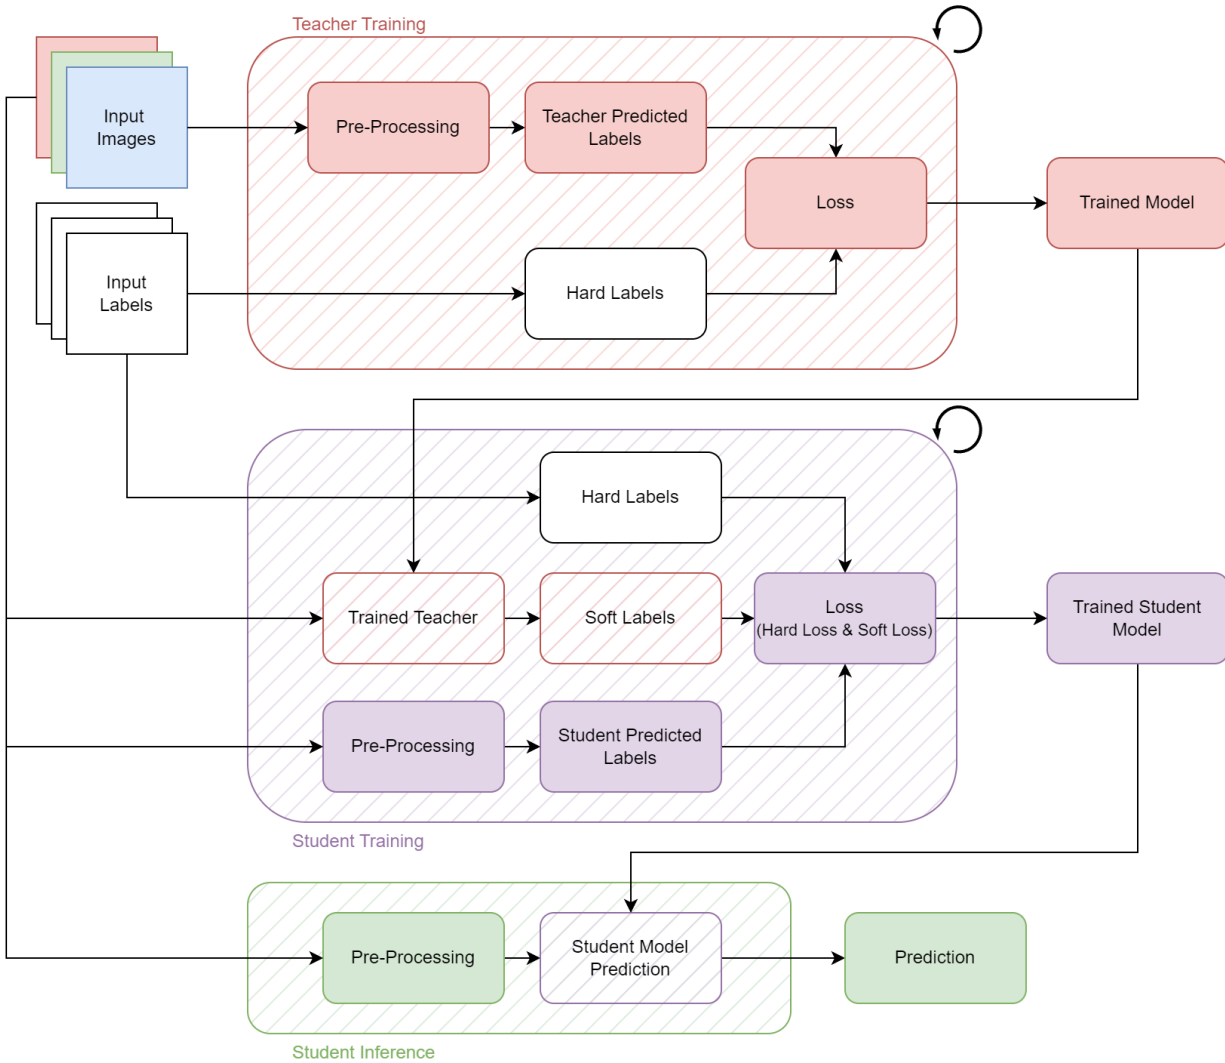 Teacher Training
Input
Images
Pre-Processing
Teacher Predicted
Labels
Loss
Trained Model
Input
Labels
Hard Labels
Hard Labels
Trained Teacher
Soft Labels
Loss
(Hard Loss & Soft Loss)
Trained Student
Model
Pre-Processing
Student Predicted
Labels
Student Training
Pre-Processing
Student Model
Prediction
Prediction
Student Inference